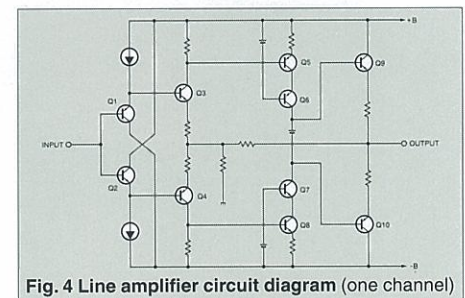 +B
Q5
Q9
Q3
Q6
Q1
INPUT
OUTPUT
Q2
Q7
Q4
Q8
Q10
-B
Fig. 4 Line amplifier circuit diagram (one channel)